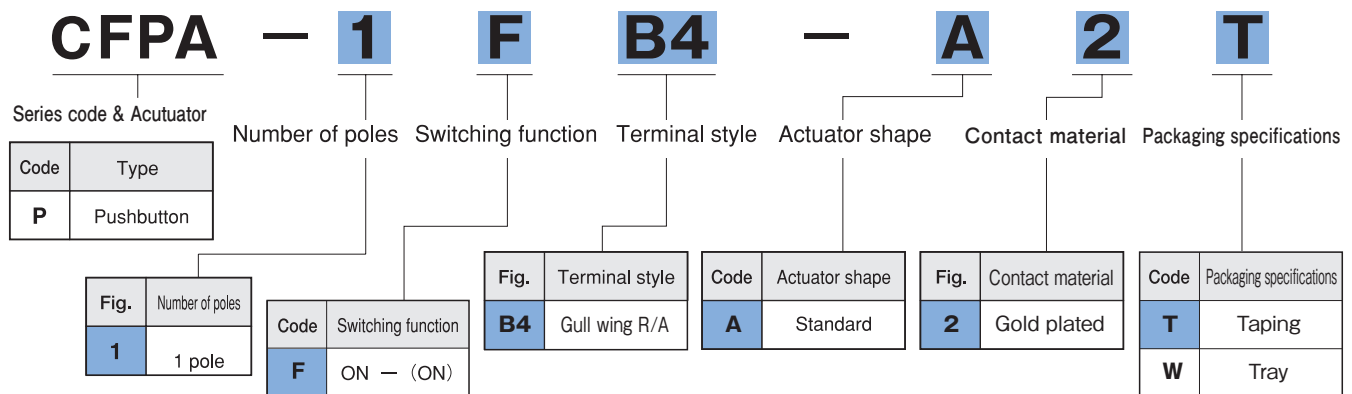 CFPA — 1 F B4 — A 2 T
Series code & Acutuator
Number of poles
Switching function
Terminal style
Actuator shape
Contact material
Packaging specifications
Code Type
P Pushbutton
Fig. Number of poles
1 1 pole
Code Switching function
F ON — (ON)
Fig. Terminal style
B4 Gull wing R/A
Code Actuator shape
A Standard
Fig. Contact material
2 Gold plated
Code Packaging specifications
T Taping
W Tray